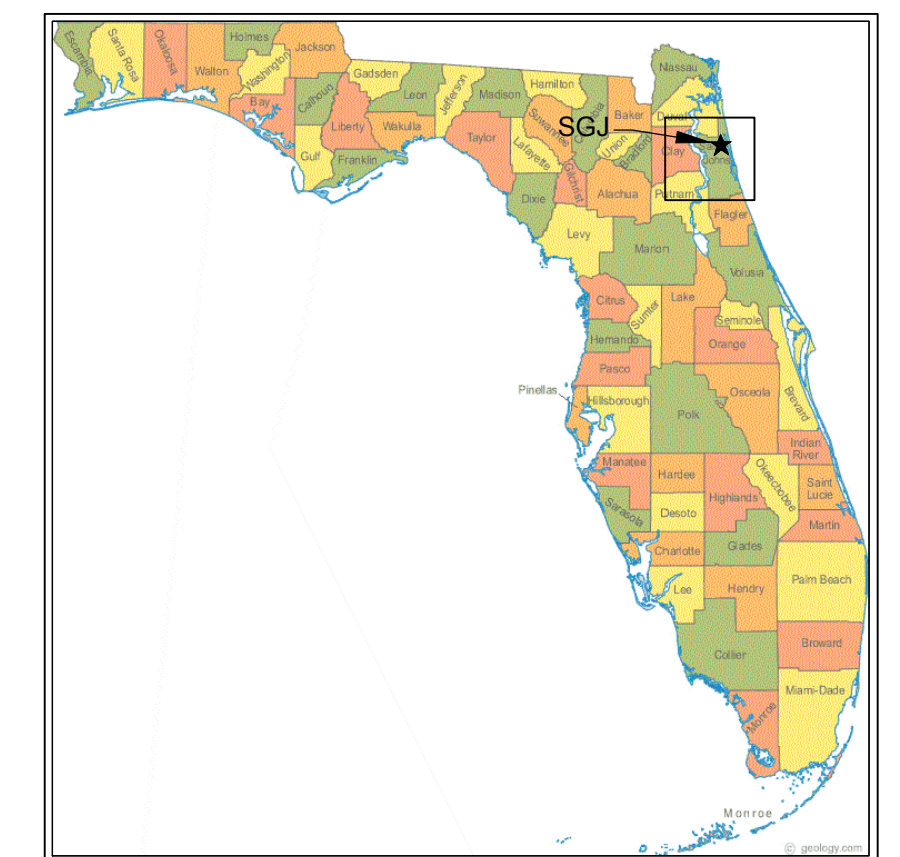 Escambia
Santa Rosa
Okaloosa
Walton
Holmes
Washington
Jackson
Bay
Calhoun
Gulf
Liberty
Gadsden
Franklin
Leon
Wakulla
Jefferson
Madison
Taylor
Hamilton
Suwannee
Lafayette
Dixie
Columbia
Gilchrist
Baker
Union
Bradford
Alachua
Levy
Nassau
Duval
SGJ
Clay
Johns
Putnam
Flagler
Marion
Volusia
Citrus
Sumter
Lake
Seminole
Hernando
Orange
Pasco
Pinellas
Hillsborough
Polk
Osceola
Brevard
Indian
River
Manatee
Hardee
Highlands
Okeechobee
Saint
Lucie
Sarasota
Desoto
Martin
Charlotte
Glades
Lee
Hendry
Palm Beach
Collier
Broward
Miami-Dade
Monroe
Monroe
© geology.com